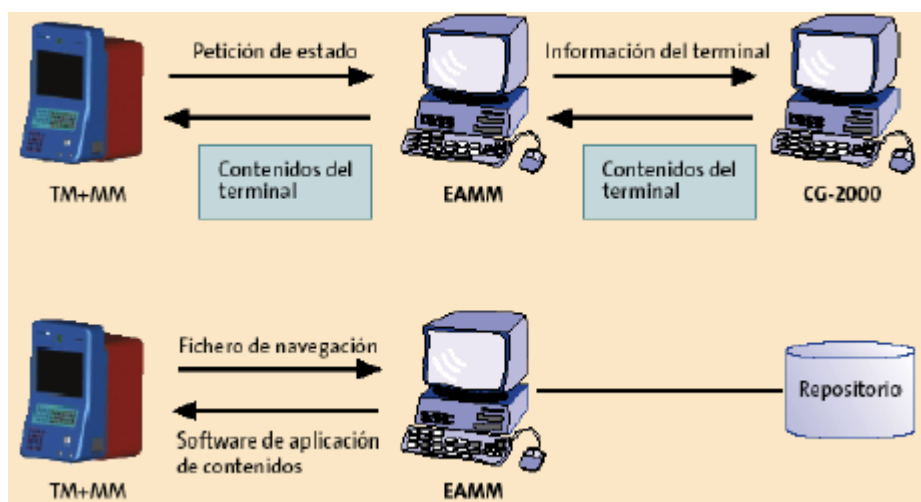 Petición de estado
Información del terminal
Contenidos del
terminal
Contenidos del
terminal
TM+MM
EAMM
CG-2000
Fichero de navegación
Repositorio
Software de aplicación
de contenidos
TM+MM
EAMM